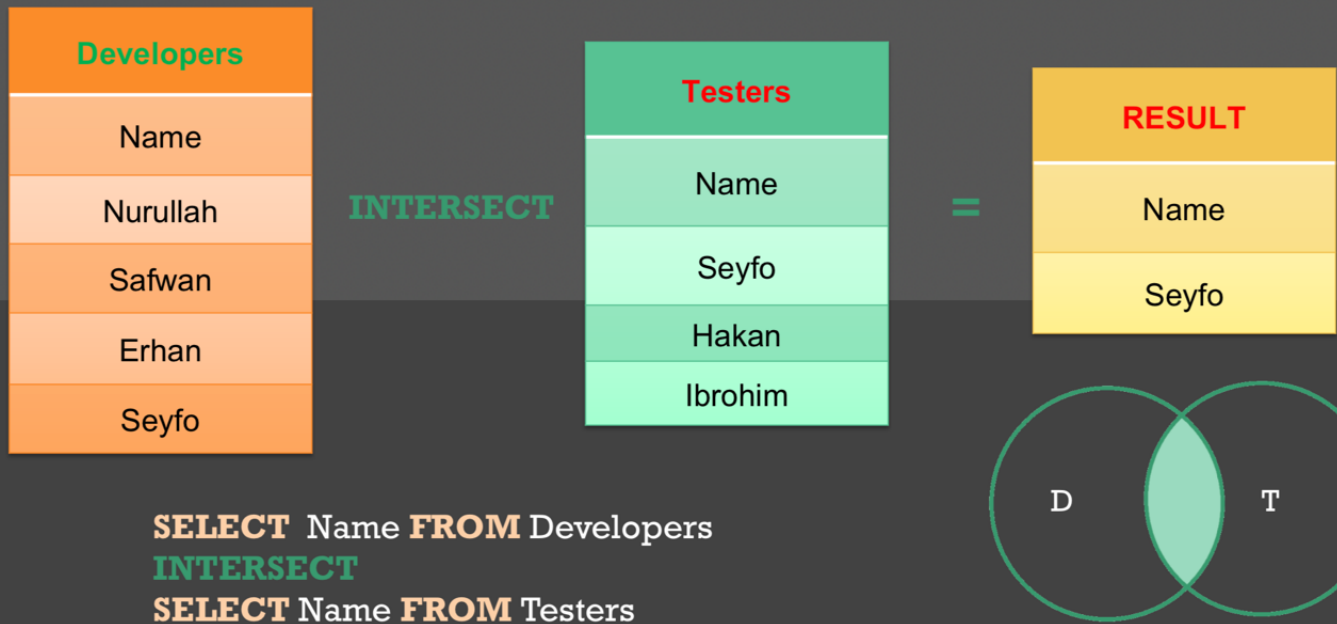 Developers
Name
Nurullah
Safwan
Erhan
Seyfo
INTERSECT
Testers
Name
Seyfo
Hakan
Ibrohim
=
RESULT
Name
Seyfo
D
T
SELECT Name FROM Developers
INTERSECT
SELECT Name FROM Testers